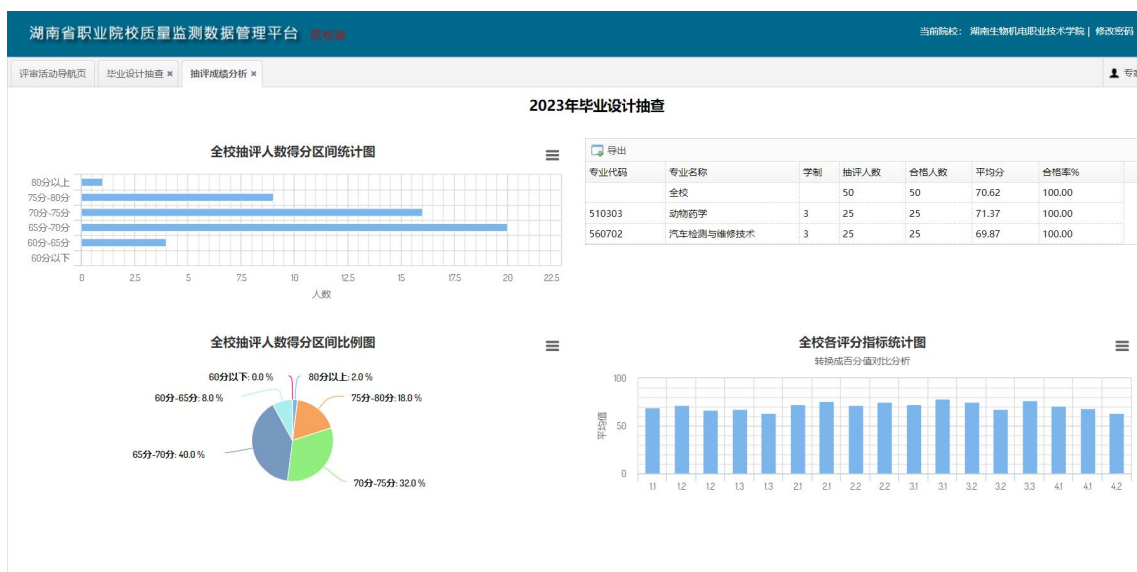 湖南省职业院校质量监测数据管理平台 院校端
当前院校: 湖南生物机电职业技术学院 | 修改密码
评审活动导航页 毕业设计抽查 × 抽评成绩分析 ×
2023年毕业设计抽查
全校抽评人数得分区间统计图
80分以上
75分-80分
70分-75分
65分-70分
60分-65分
60分以下
0 2.5 5 7.5 10 12.5 15 17.5 20 22.5
人数
导出
专业代码 专业名称 学制 抽评人数 合格人数 平均分 合格率%
全校 50 50 70.62 100.00
510303 动物药学 3 25 25 71.37 100.00
560702 汽车检测与维修技术 3 25 25 69.87 100.00
全校抽评人数得分区间比例图
60分以下: 0.0 %
80分以上: 2.0 %
60分-65分: 8.0 %
75分-80分: 18.0 %
65分-70分: 40.0 %
70分-75分: 32.0 %
全校各评分指标统计图
转换成百分值对比分析
100
50
0
平均值
1.1 1.2 1.2 1.3 1.3 2.1 2.1 2.2 2.2 3.1 3.1 3.2 3.2 3.3 4.1 4.1 4.2